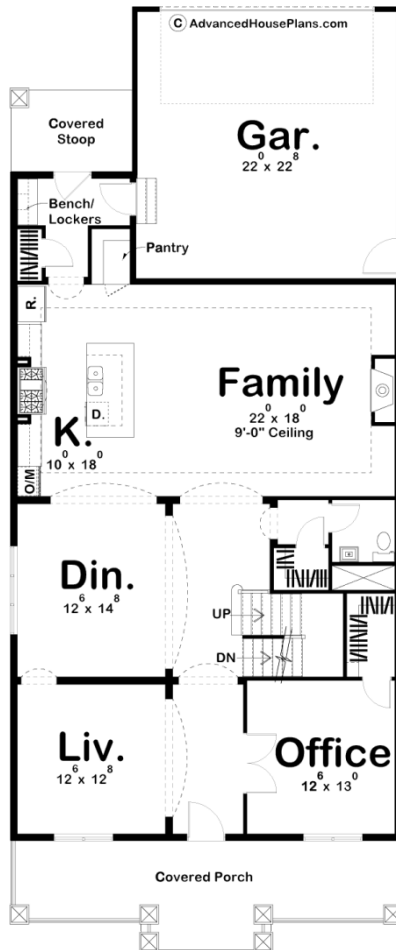 © AdvancedHousePlans.com
Covered
Stoop
Gar.
22⁰ x 22⁸
Bench/
Lockers
Pantry
R.
Family
22⁰ x 18⁰
9'-0" Ceiling
D.
K.
10⁰ x 18⁰
O/M
Din.
12⁶ x 14⁸
UP
DN
Liv.
12⁶ x 12⁸
Office
12⁶ x 13⁰
Covered Porch